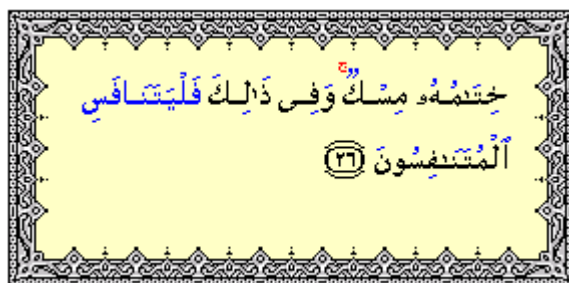 خِتَـٰمُهُۥ مِسْكٌ ۚ وَفِى ذَٰلِكَ فَلْيَتَنَافَسِ
ٱلْمُتَنَـٰفِسُونَ ﴿٢٦﴾